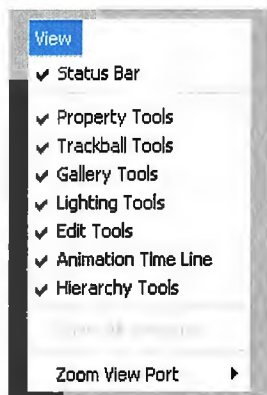 View
Status Bar
Property Tools
Trackball Tools
Gallery Tools
Lighting Tools
Edit Tools
Animation Time Line
Hierarchy Tools
Zoom View Port